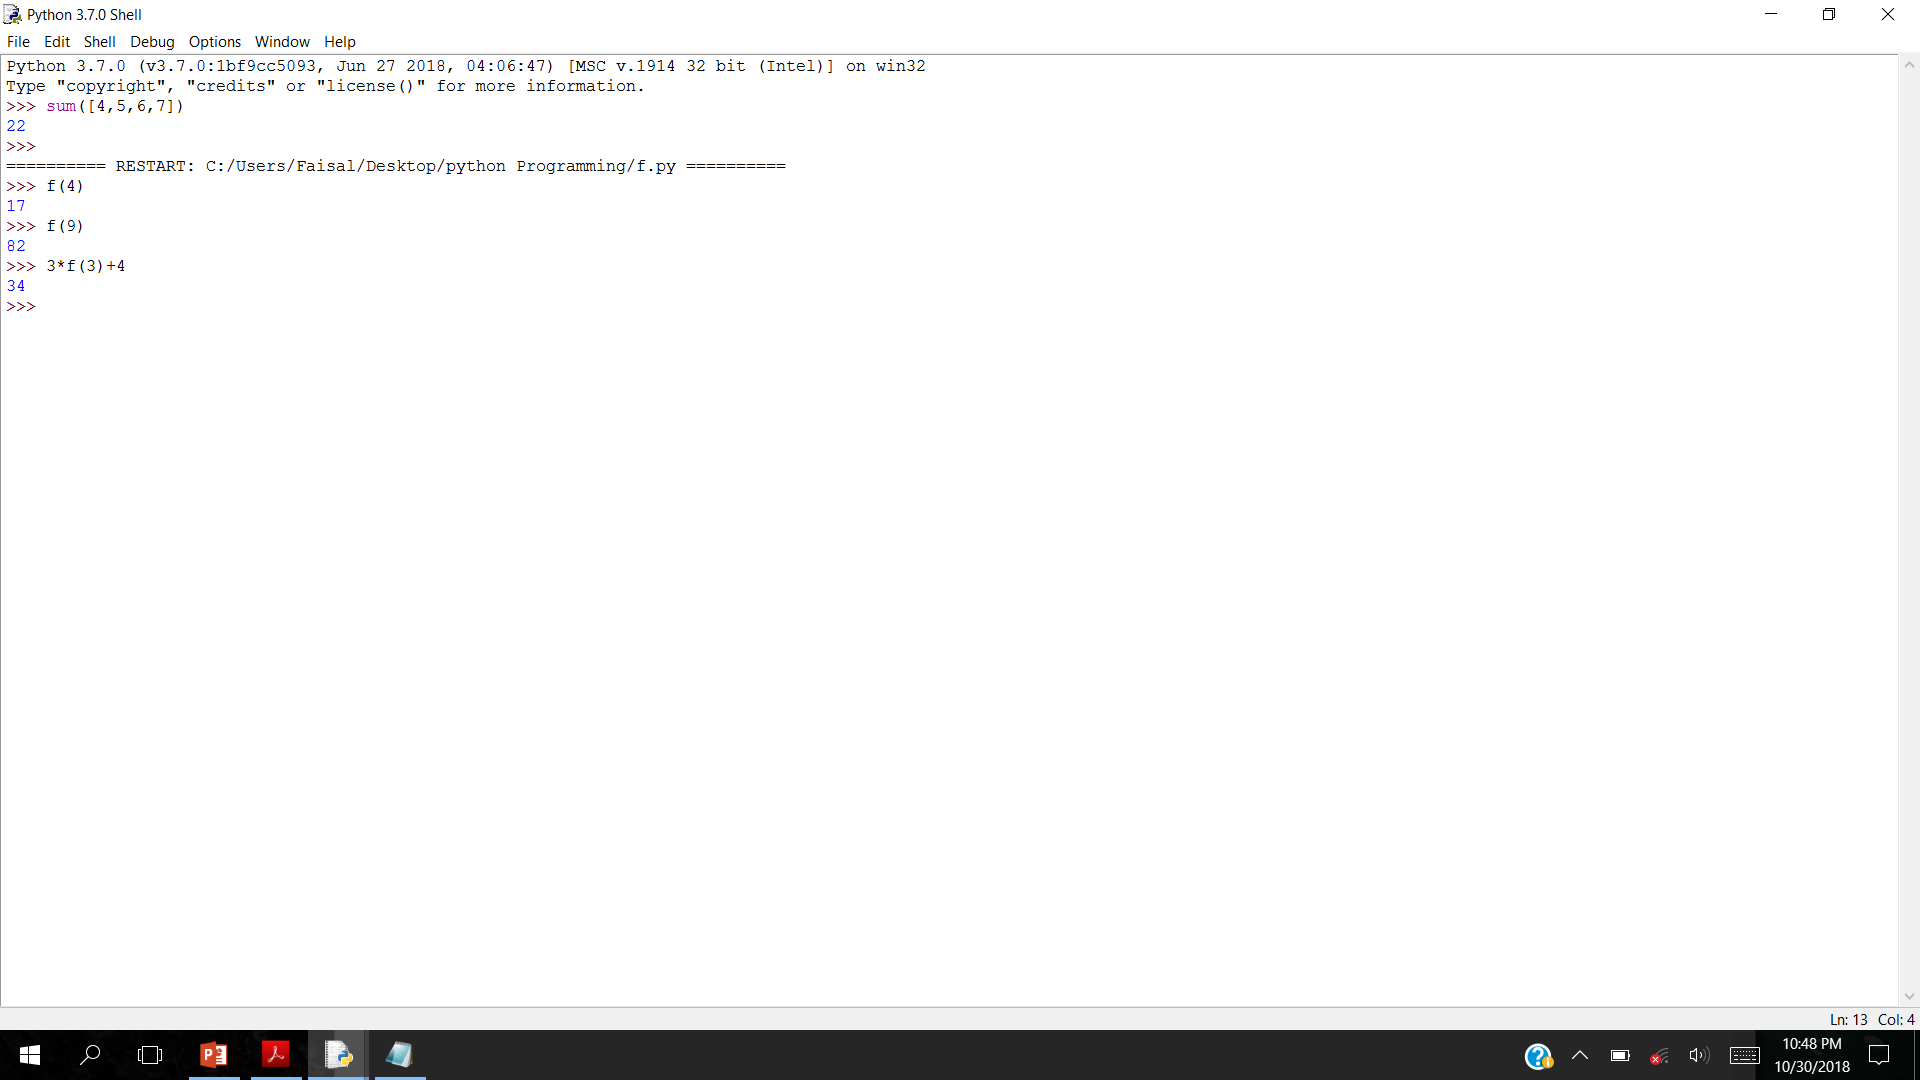 Python 3.7.0 Shell
File Edit Shell Debug Options Window Help
Python 3.7.0 (v3.7.0:1bf9cc5093, Jun 27 2018, 04:06:47) [MSC v.1914 32 bit (Intel)] on win32
Type "copyright", "credits" or "license()" for more information.
>>> sum([4,5,6,7])
22
>>>
========== RESTART: C:/Users/Faisal/Desktop/python Programming/f.py ==========
>>> f(4)
17
>>> f(9)
82
>>> 3*f(3)+4
34
>>>
Ln: 13 Col: 4
10:48 PM
10/30/2018